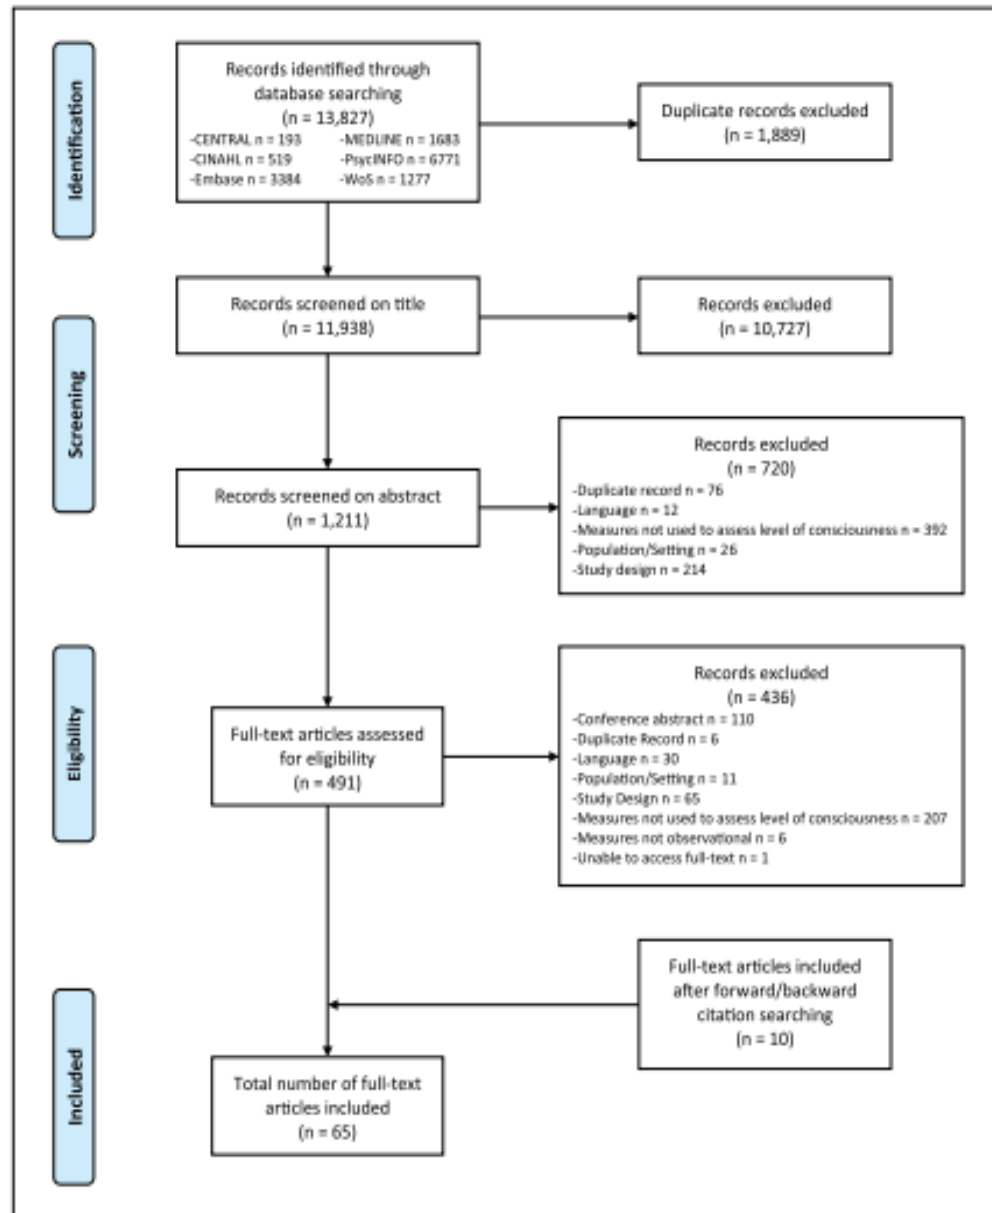 Identification
Records identified through
database searching
(n = 13,827)
-CENTRAL n = 193
-MEDLINE n = 1683
-CINAHL n = 519
-PsycINFO n = 6771
-Embase n = 3384
-WoS n = 1277
Duplicate records excluded
(n = 1,889)
Screening
Records screened on title
(n = 11,938)
Records excluded
(n = 10,727)
Records screened on abstract
(n = 1,211)
Records excluded
(n = 720)
-Duplicate record n = 76
-Language n = 12
-Measures not used to assess level of consciousness n = 392
-Population/Setting n = 26
-Study design n = 214
Eligibility
Full-text articles assessed
for eligibility
(n = 491)
Records excluded
(n = 436)
-Conference abstract n = 110
-Duplicate Record n = 6
-Language n = 30
-Population/Setting n = 11
-Study Design n = 65
-Measures not used to assess level of consciousness n = 207
-Measures not observational n = 6
-Unable to access full-text n = 1
Included
Full-text articles included
after forward/backward
citation searching
(n = 10)
Total number of full-text
articles included
(n = 65)